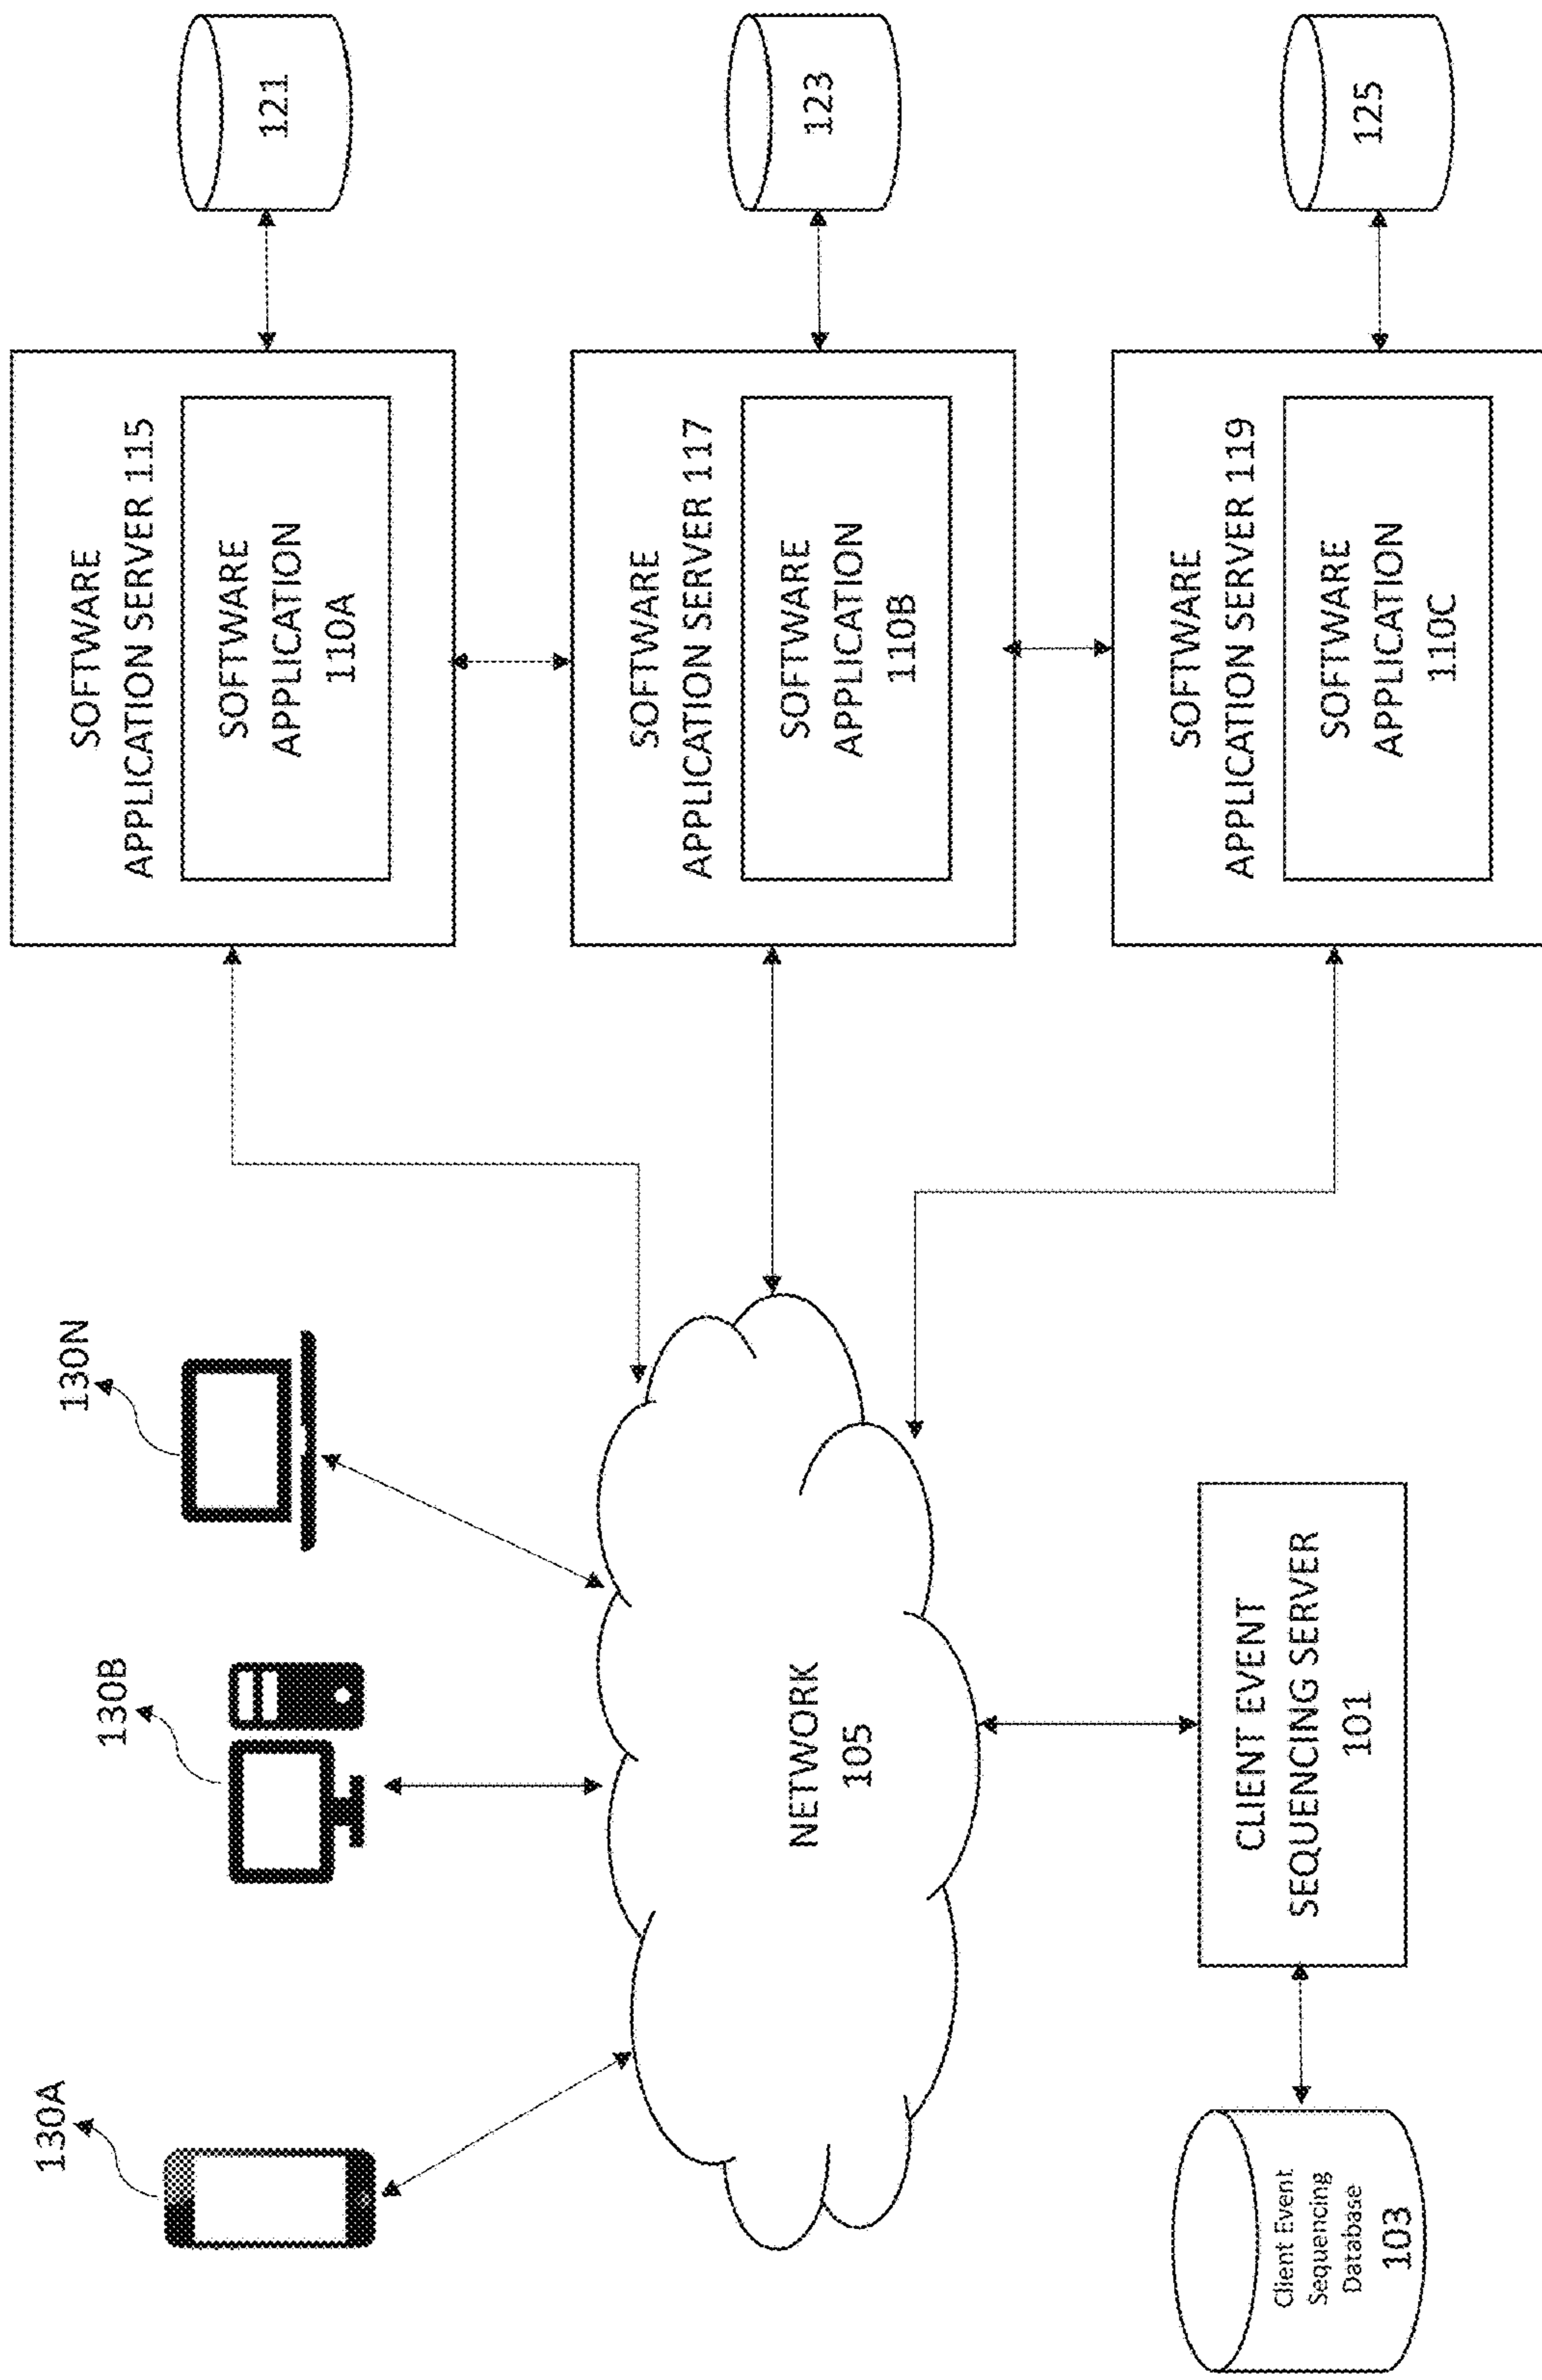 130A
130B
130N
NETWORK
105
Client Event
Sequencing
Database
103
CLIENT EVENT
SEQUENCING SERVER
101
SOFTWARE
APPLICATION SERVER 115
SOFTWARE
APPLICATION
110A
121
SOFTWARE
APPLICATION SERVER 117
SOFTWARE
APPLICATION
110B
123
SOFTWARE
APPLICATION SERVER 119
SOFTWARE
APPLICATION
110C
125